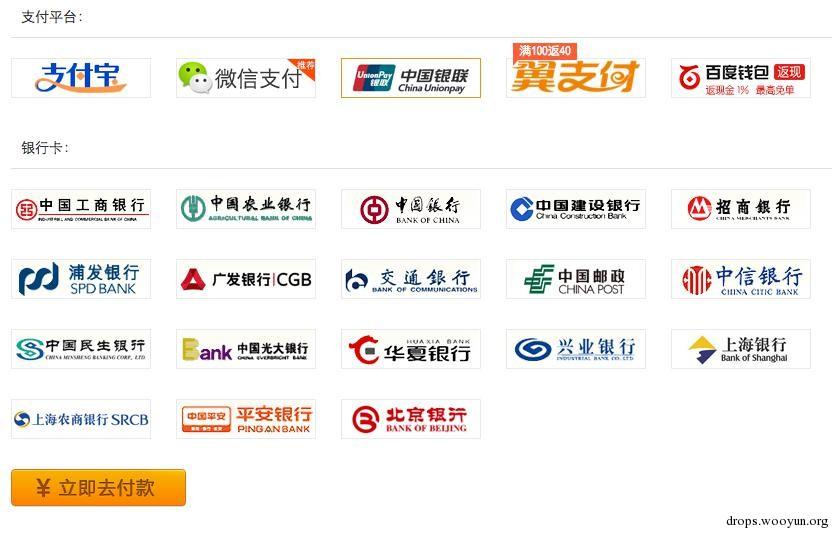 支付平台:
满100返40
支付宝
微信支付
推荐
UnionPay
银联
中国银联
China Unionpay
翼支付
百度钱包 返现
返现金1% 最高免单
银行卡:
中国工商银行
INDUSTRIAL AND COMMERCIAL BANK OF CHINA
中国农业银行
AGRICULTURAL BANK OF CHINA
中国银行
BANK OF CHINA
中国建设银行
China Construction Bank
招商银行
CHINA MERCHANTS BANK
浦发银行
SPD BANK
广发银行|CGB
交通银行
BANK OF COMMUNICATIONS
中国邮政
CHINA POST
中信银行
CHINA CITIC BANK
中国民生银行
CHINA MINSHENG BANKING CORP., LTD.
Bank
中国光大银行
CHINA EVERBRIGHT BANK
HUAXIA BANK
华夏银行
兴业银行
INDUSTRIAL BANK CO.,LTD.
上海银行
Bank of Shanghai
上海农商银行 SRCB
中国平安
平安银行
PING AN BANK
北京银行
BANK OF BEIJING
¥ 立即去付款
drops.wooyun.org